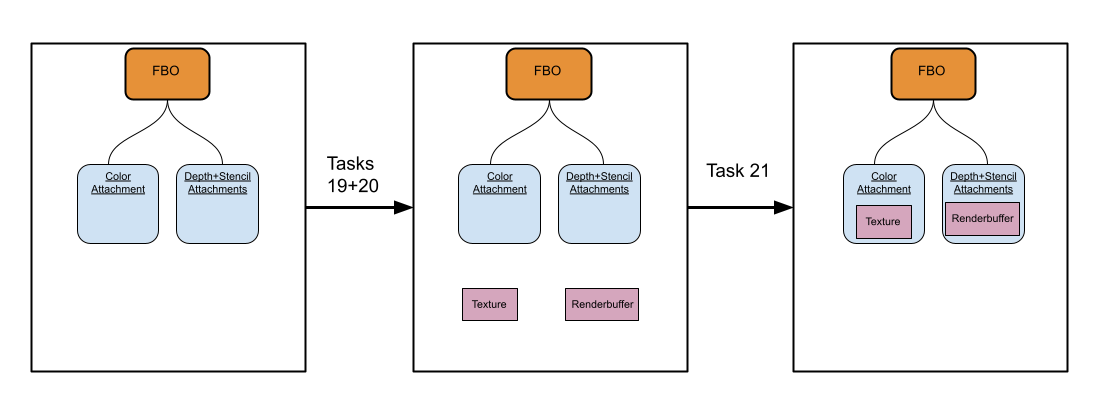 FBO
Color
Attachment
Depth+Stencil
Attachments
Tasks
19+20
FBO
Color
Attachment
Depth+Stencil
Attachments
Texture
Renderbuffer
Task 21
FBO
Color
Attachment
Depth+Stencil
Attachments
Texture
Renderbuffer